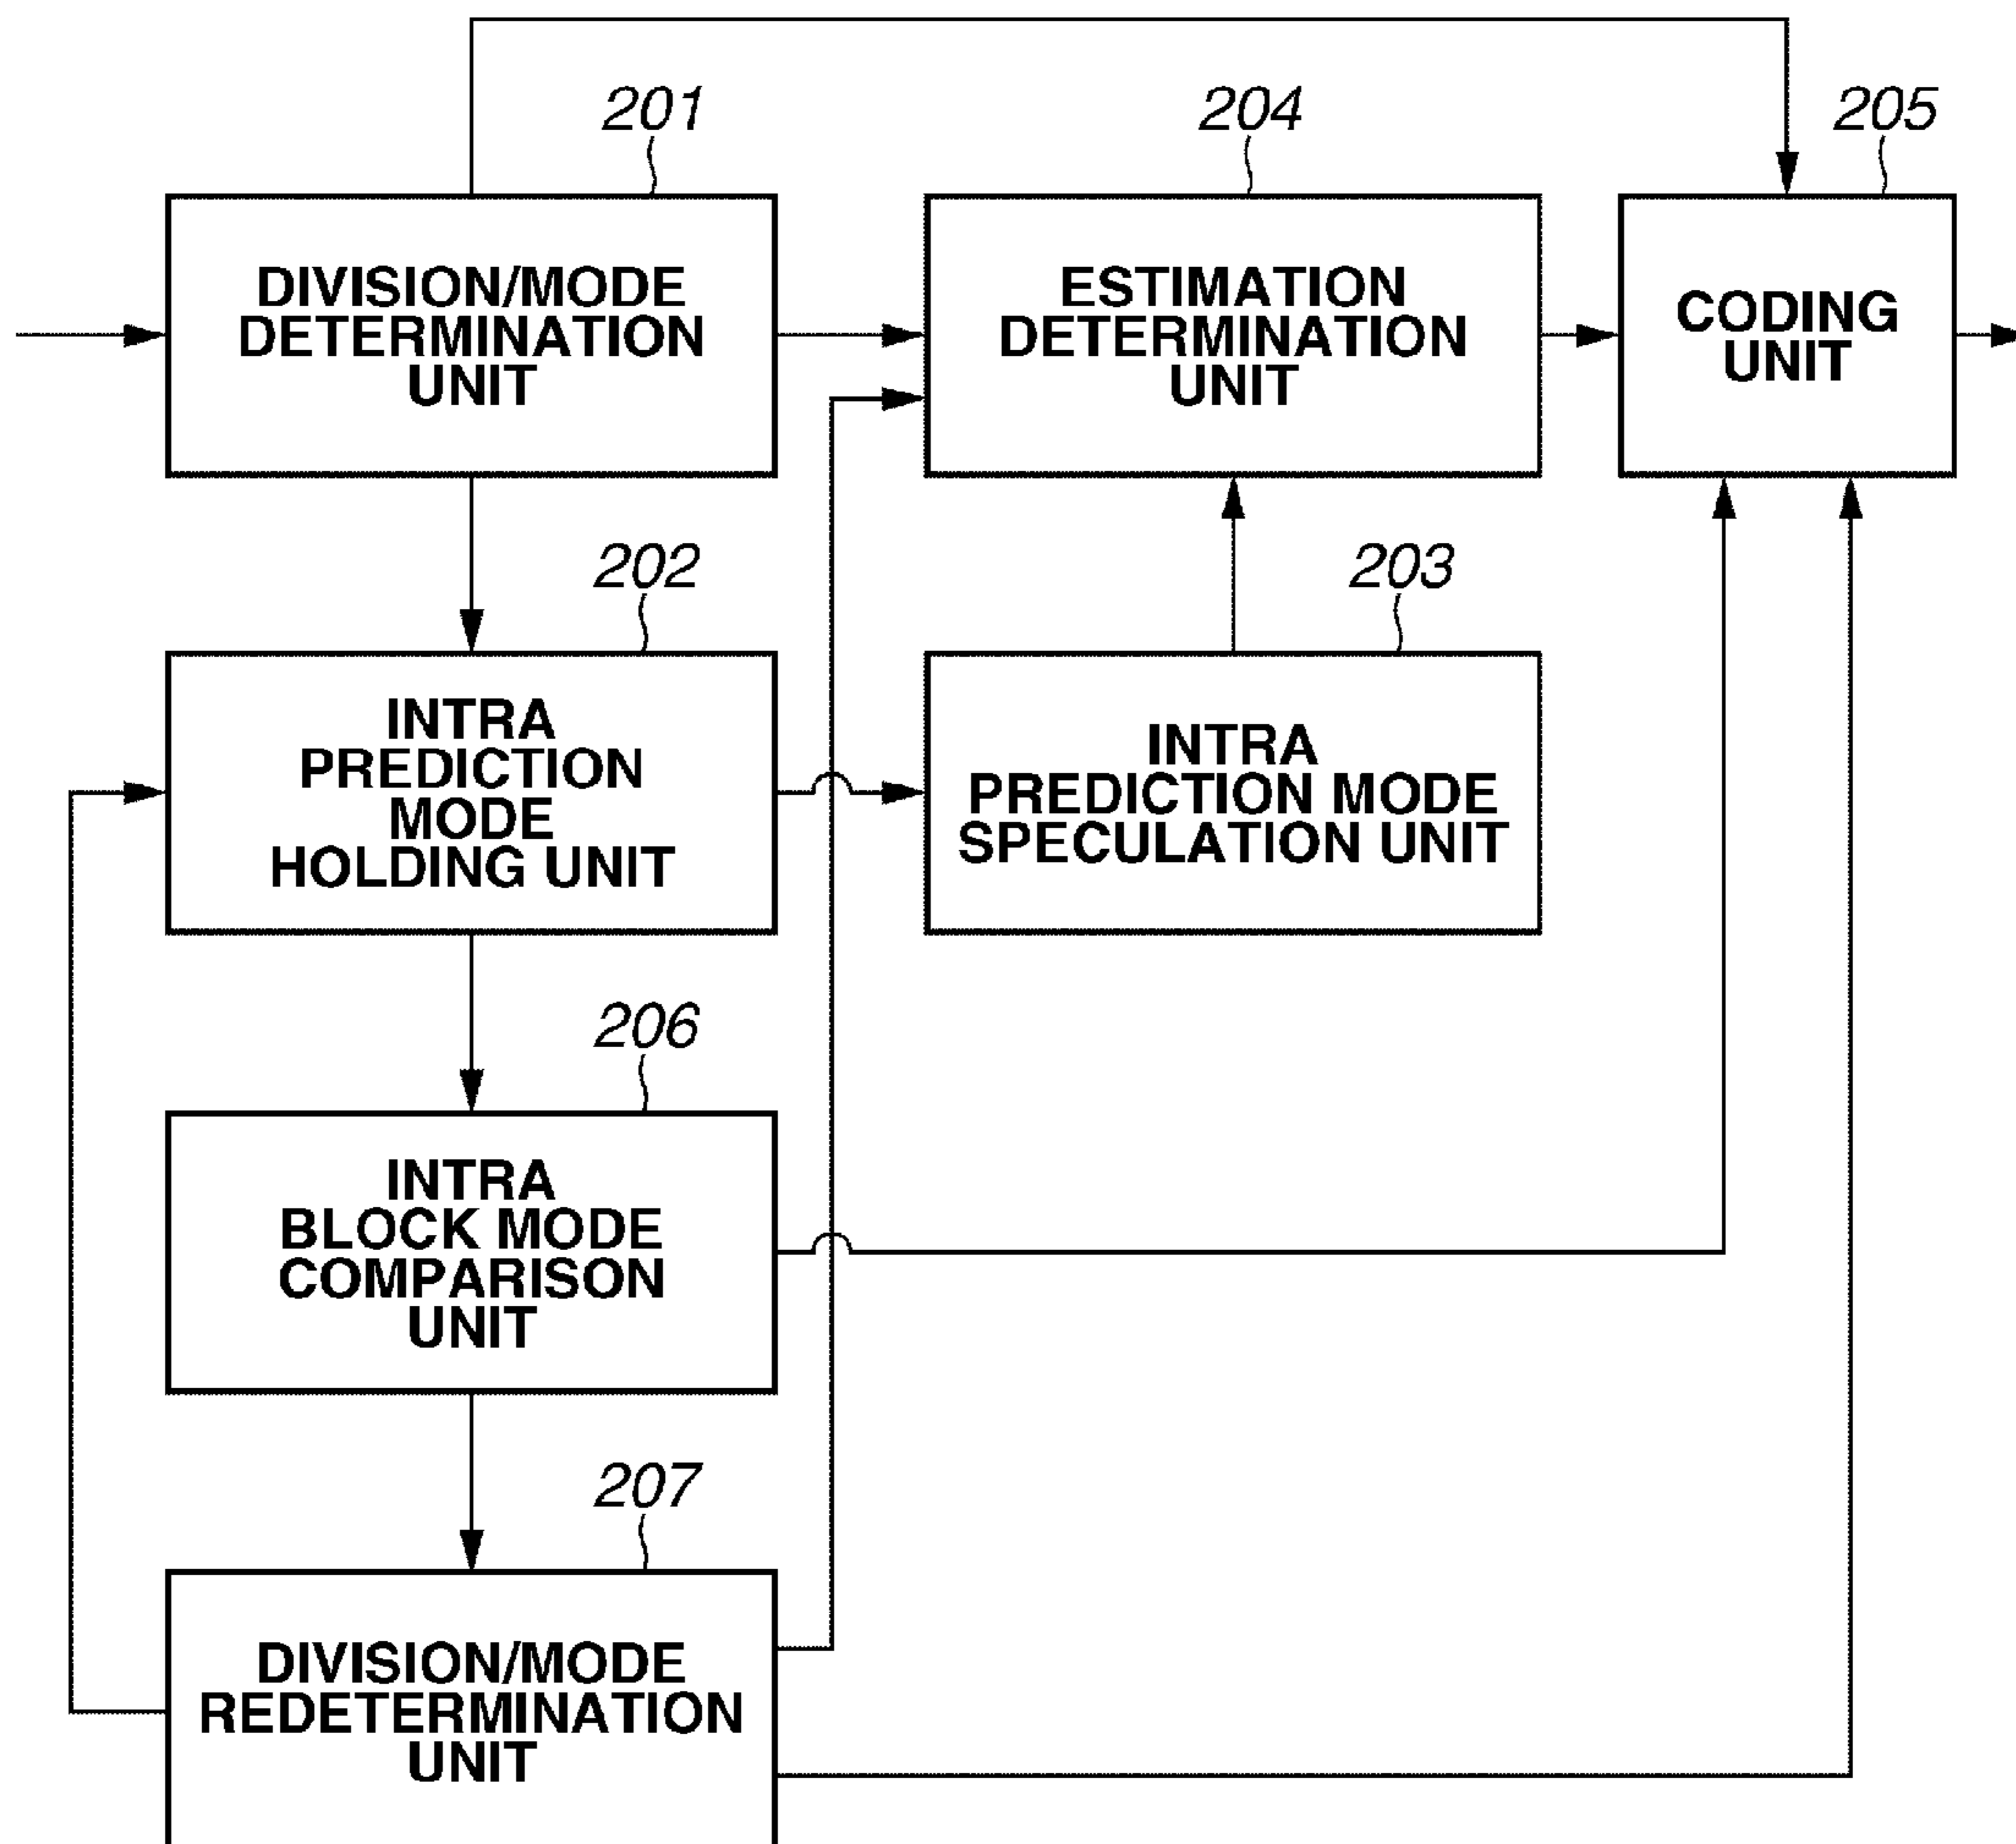 201
DIVISION/MODE
DETERMINATION
UNIT
204
ESTIMATION
DETERMINATION
UNIT
205
CODING
UNIT
202
INTRA
PREDICTION
MODE
HOLDING UNIT
203
INTRA
PREDICTION MODE
SPECULATION UNIT
206
INTRA
BLOCK MODE
COMPARISON
UNIT
207
DIVISION/MODE
REDETERMINATION
UNIT